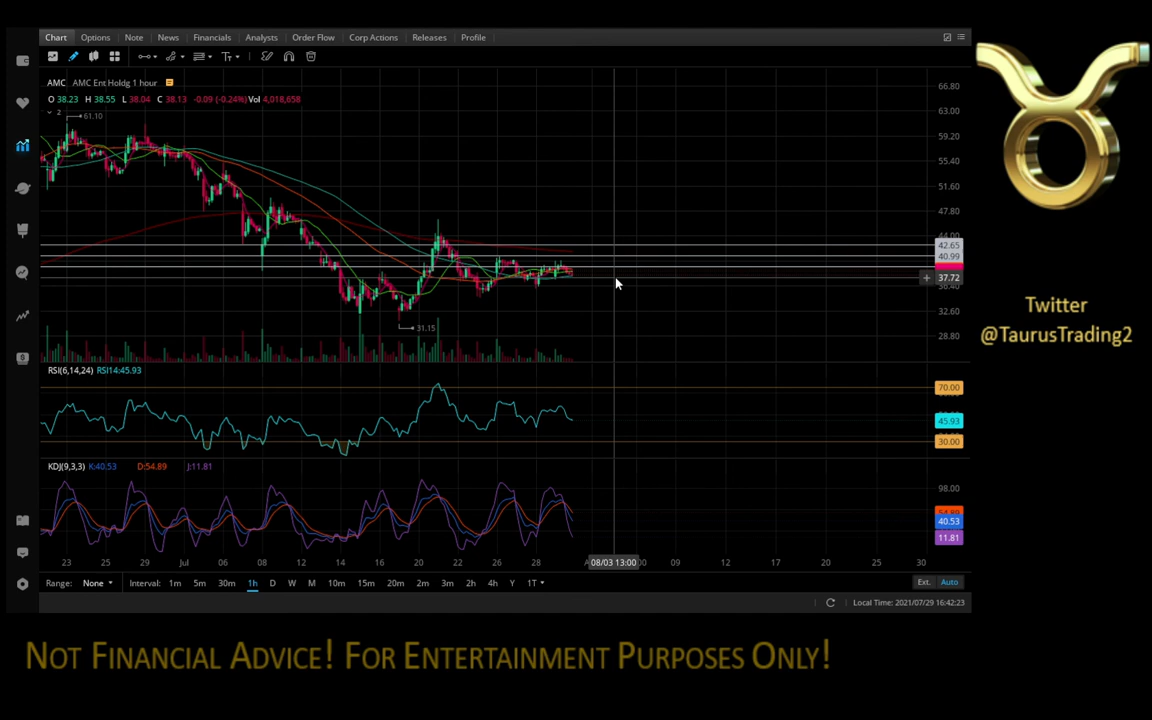 Chart Options Note News Financials Analysts Order Flow Corp Actions Releases Profile
AMC AMC Ent Holdg 1 hour
O 38.23 H 38.55 L 38.04 C 38.13 -0.09 (-0.24%) Vol 4,018,658
2
61.10
31.15
66.80
63.00
59.20
55.40
51.60
47.80
44.00
42.65
40.99
37.72
32.60
28.80
RSI(6,14,24) RSI14:45.93
70.00
45.93
30.00
KDJ(9,3,3) K:40.53 D:54.89 J:11.81
98.00
54.89
40.53
11.81
23 25 29 Jul 06 08 12 14 16 20 22 26 28 08/03 13:00 09 12 17 20 25 30
Range: None Interval: 1m 5m 30m 1h D W M 10m 15m 20m 2m 3m 2h 4h Y 1T Ext. Auto
Local Time: 2021/07/29 16:42:23
Twitter
@TaurusTrading2
NOT FINANCIAL ADVICE! FOR ENTERTAINMENT PURPOSES ONLY!